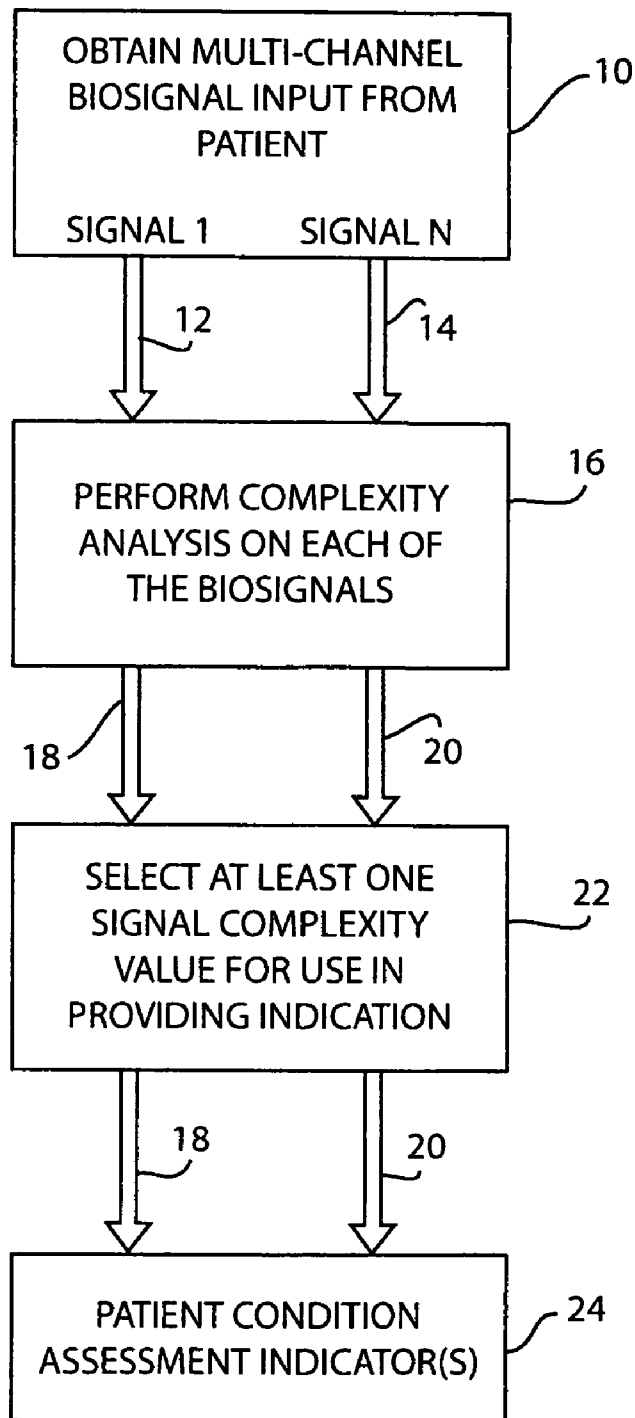 OBTAIN MULTI-CHANNEL
BIOSIGNAL INPUT FROM
PATIENT
10
SIGNAL 1 SIGNAL N
12
14
16
PERFORM COMPLEXITY
ANALYSIS ON EACH OF
THE BIOSIGNALS
18
20
SELECT AT LEAST ONE
SIGNAL COMPLEXITY
VALUE FOR USE IN
PROVIDING INDICATION
22
18
20
PATIENT CONDITION
ASSESSMENT INDICATOR(S)
24